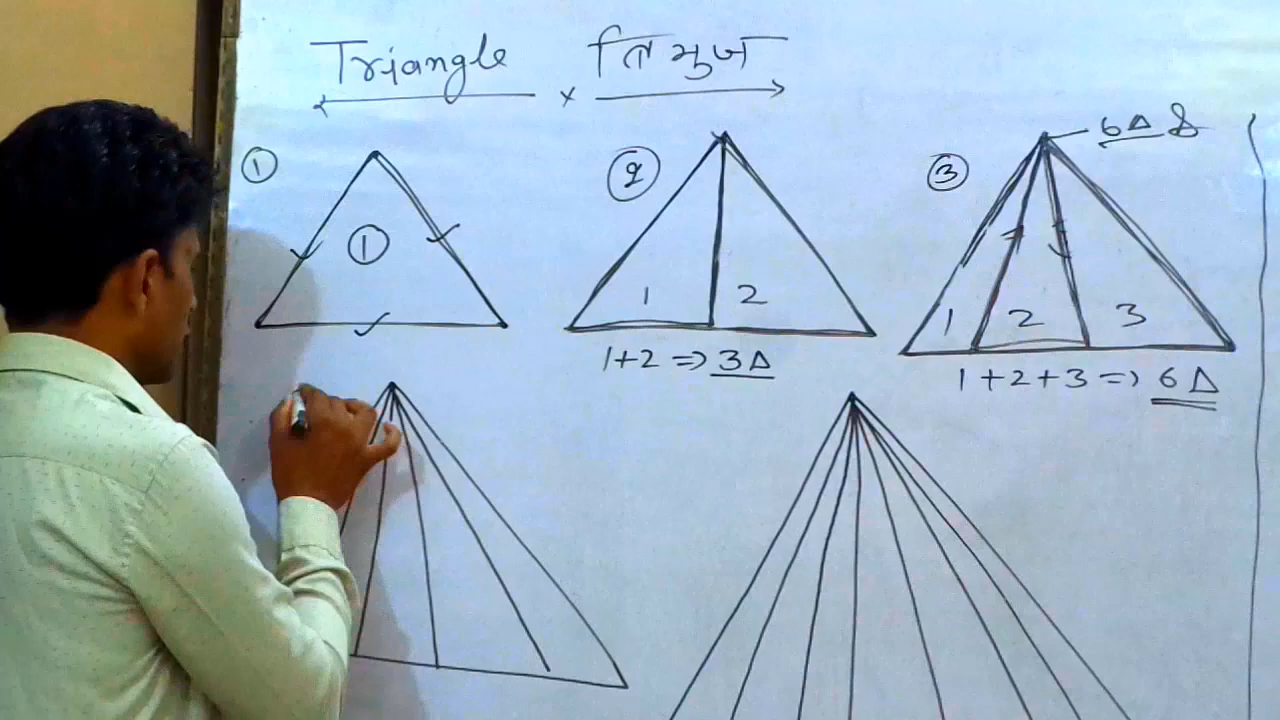 Triangle × त्रिभुज
①
①
②
1 2
1+2 => 3Δ
③
6Δ
1 2 3
1+2+3 => 6Δ